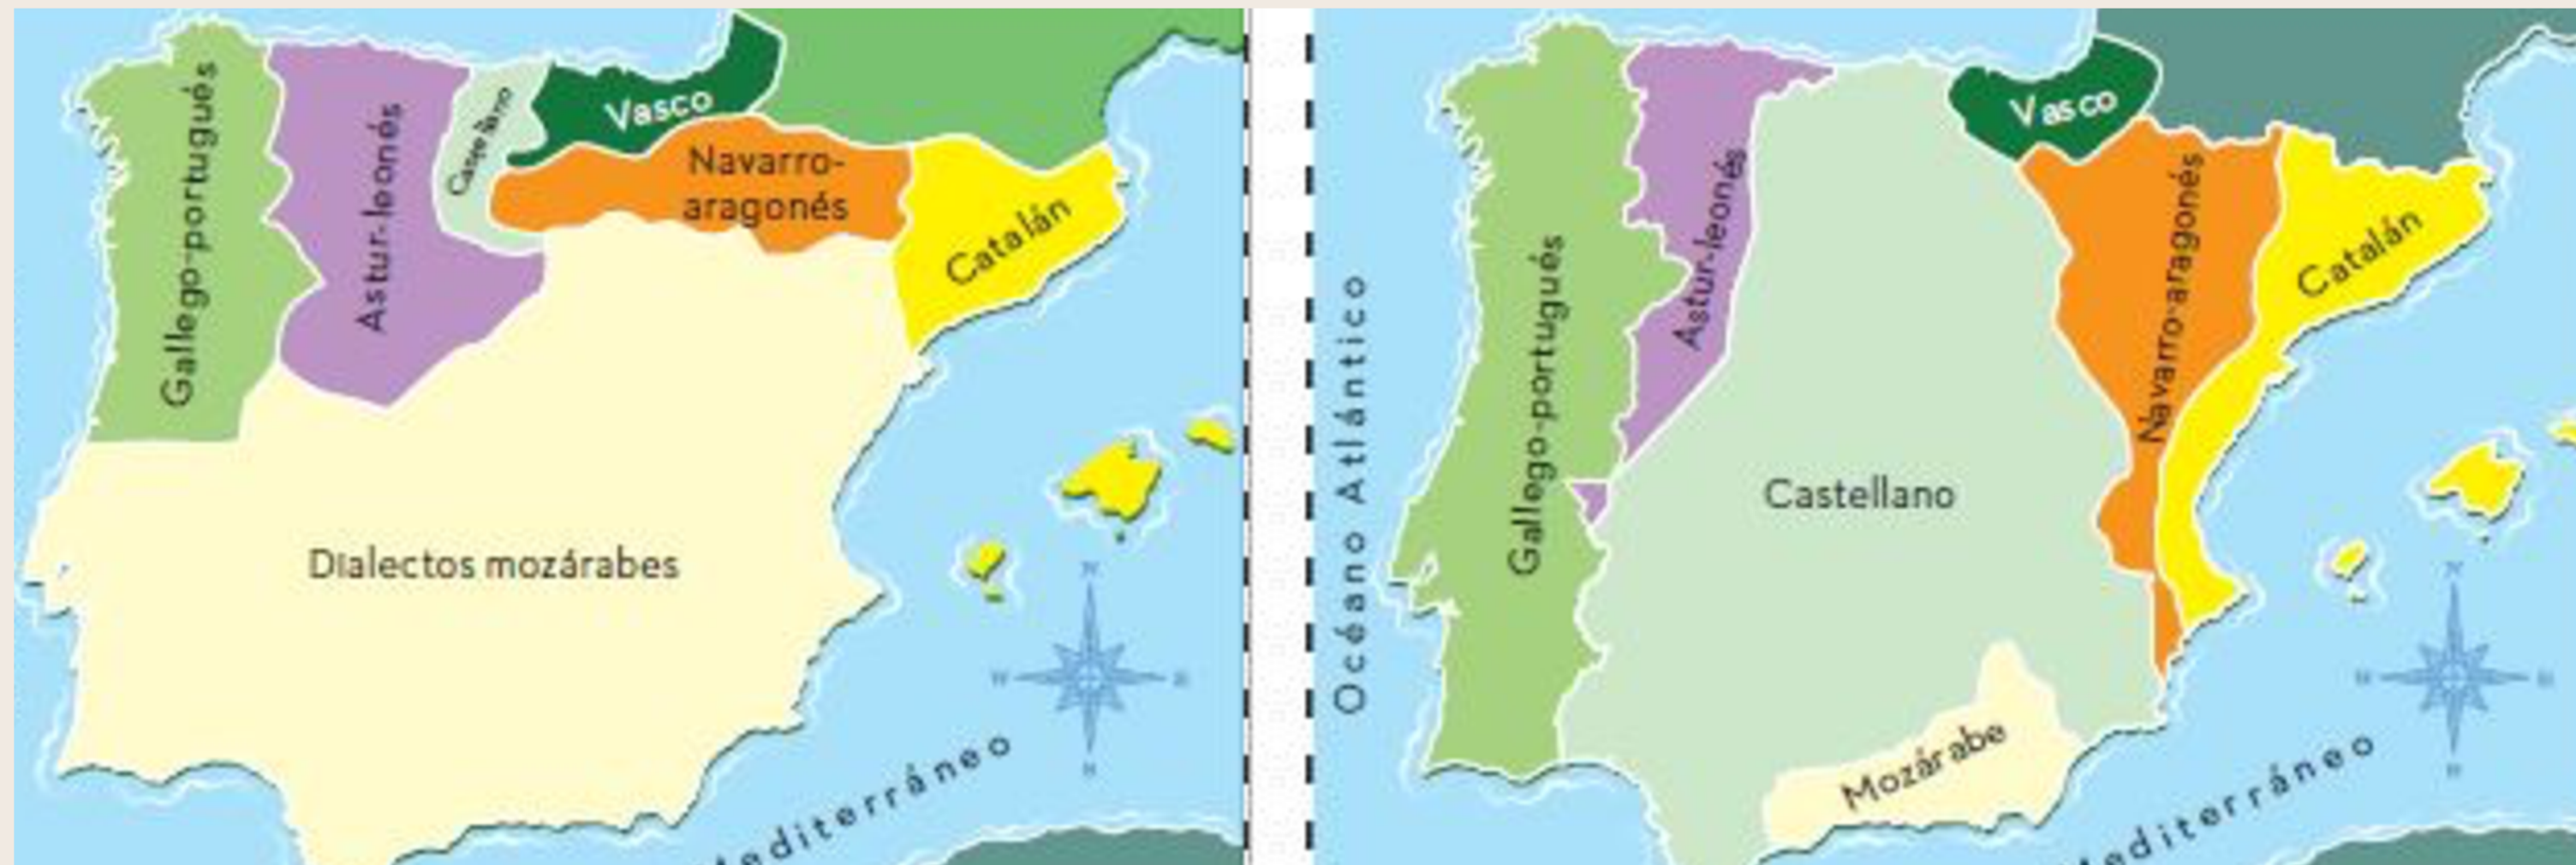 Gallego-portugués
Astur-leonés
Castellano
Vasco
Navarro-
aragonés
Catalán
Dialectos mozárabes
Mediterráneo
N
Océano Atlántico
Gallego-portugués
Astur-leonés
Castellano
Vasco
Navarro-aragonés
Catalán
Mozárabe
Mediterráneo
N